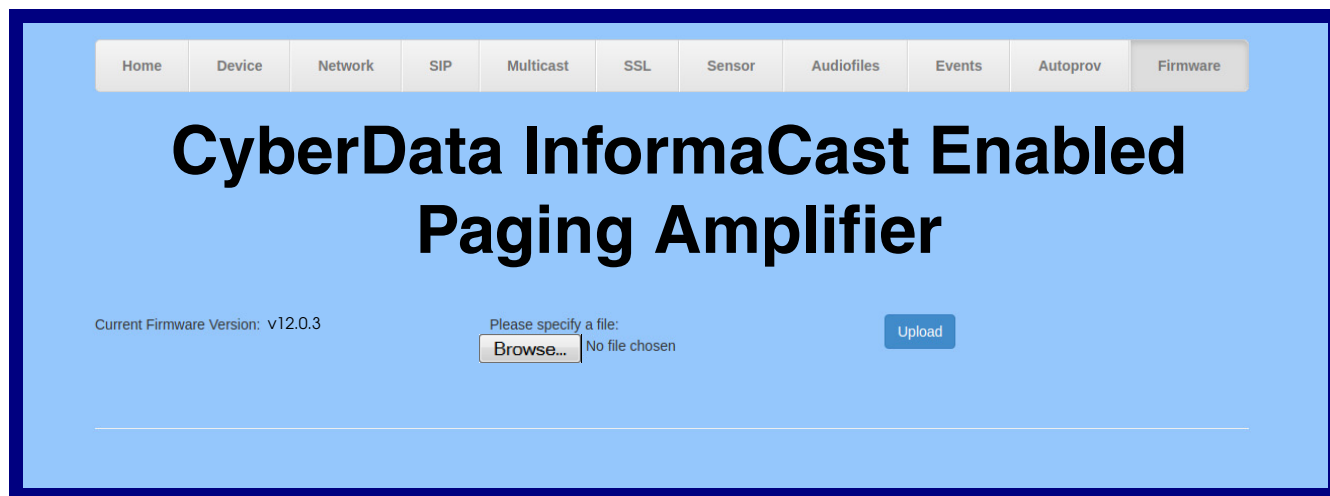 Home Device Network SIP Multicast SSL Sensor Audiofiles Events Autoprov Firmware
CyberData InformaCast Enabled
Paging Amplifier
Current Firmware Version: v12.0.3
Please specify a file:
Browse... No file chosen
Upload